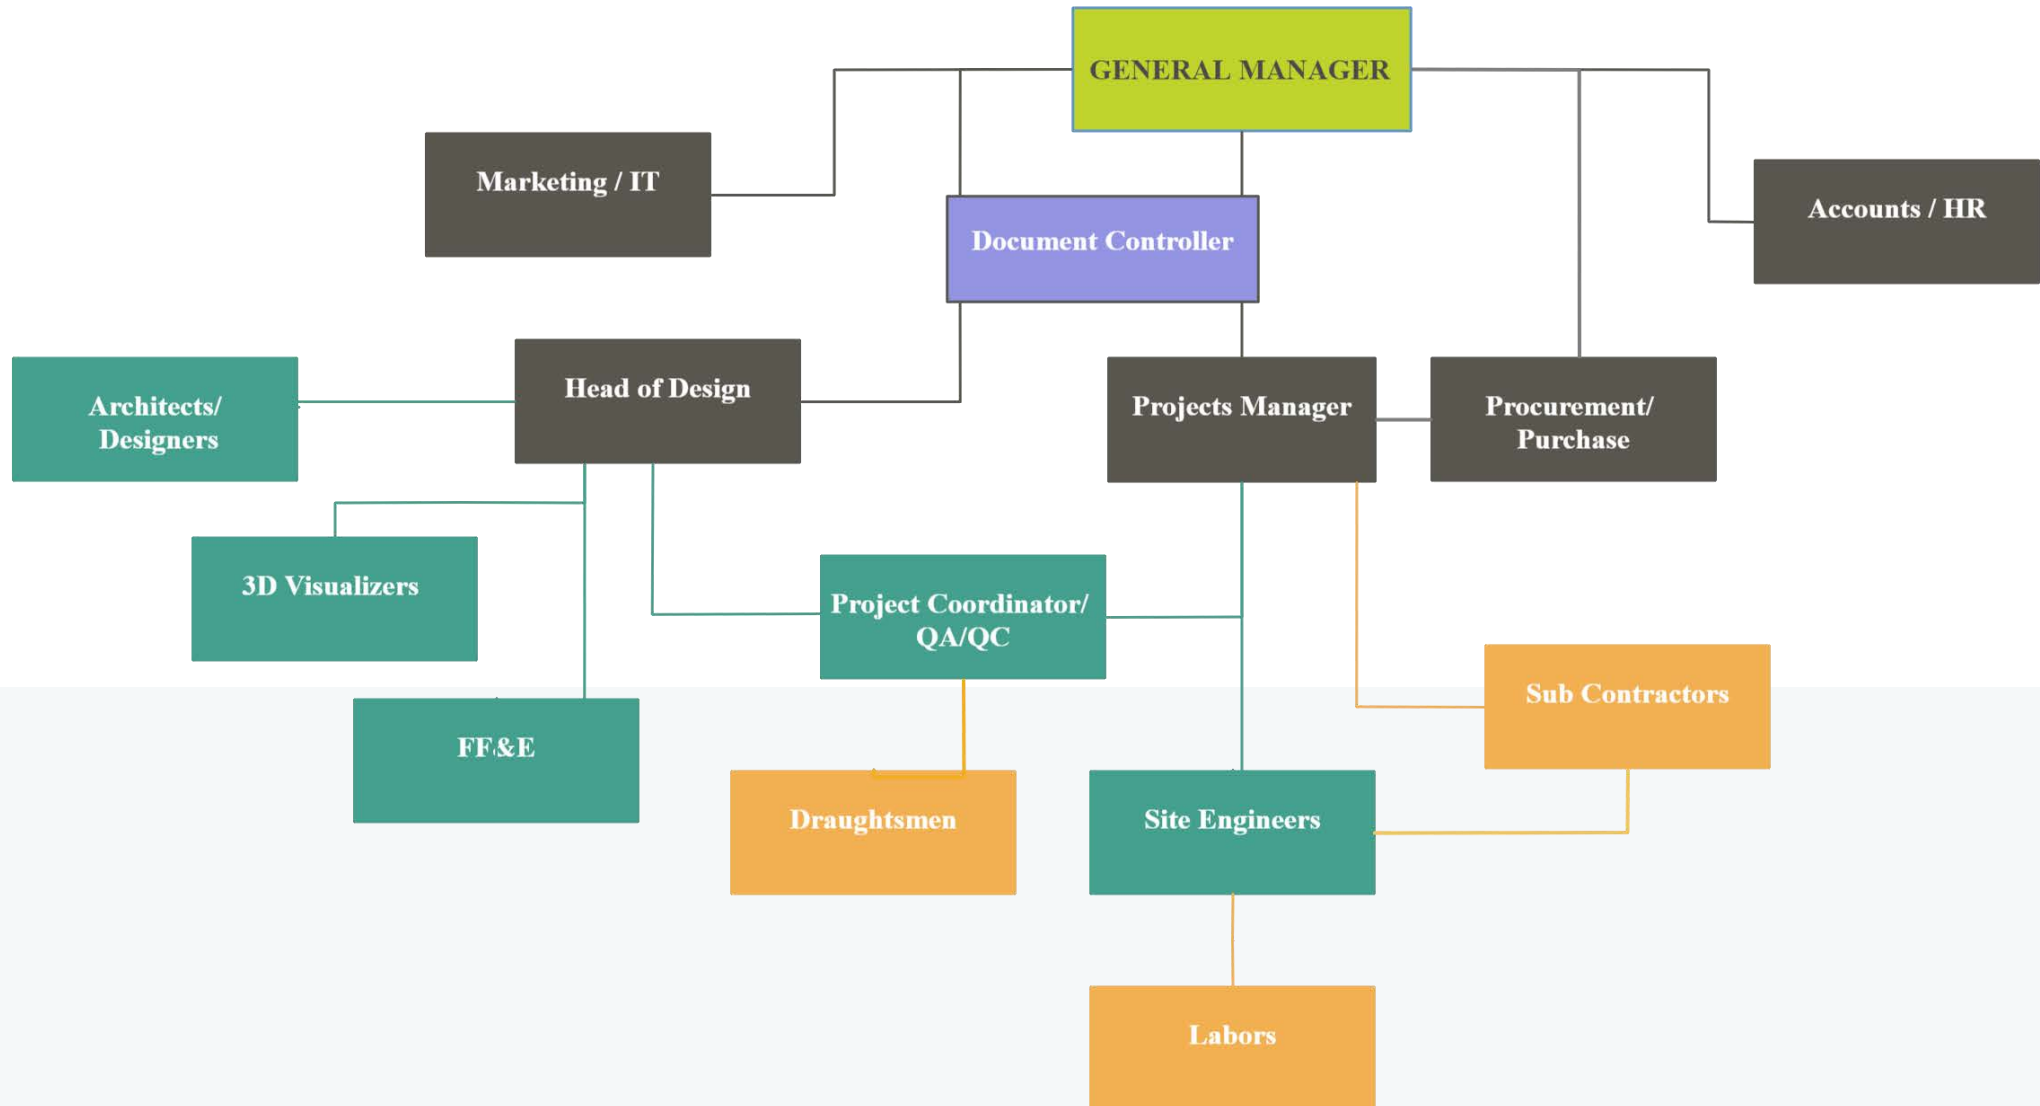 GENERAL MANAGER
Marketing / IT
Accounts / HR
Document Controller
Head of Design
Architects/
Designers
Projects Manager
Procurement/
Purchase
3D Visualizers
Project Coordinator/
QA/QC
Sub Contractors
FF&E
Draughtsmen
Site Engineers
Labors